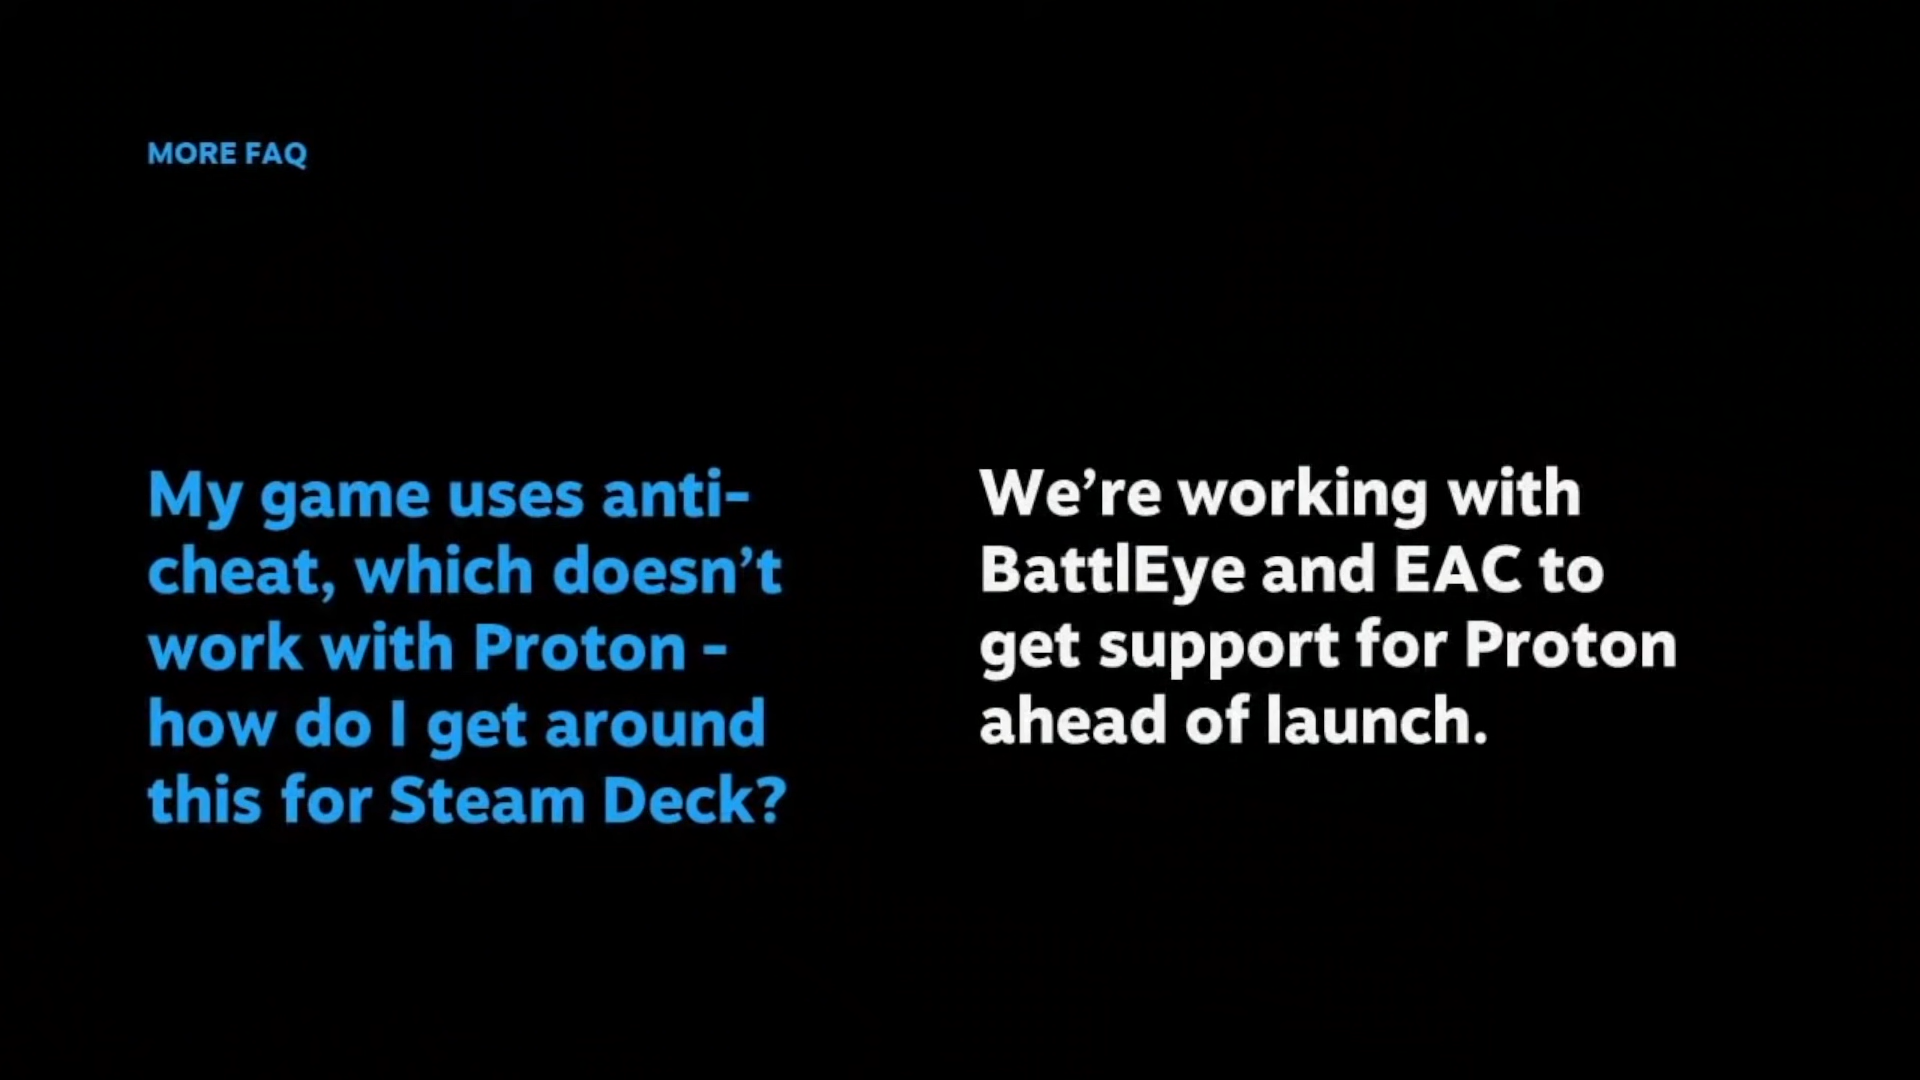 MORE FAQ
My game uses anti-
cheat, which doesn’t
work with Proton -
how do I get around
this for Steam Deck?
We’re working with
BattlEye and EAC to
get support for Proton
ahead of launch.